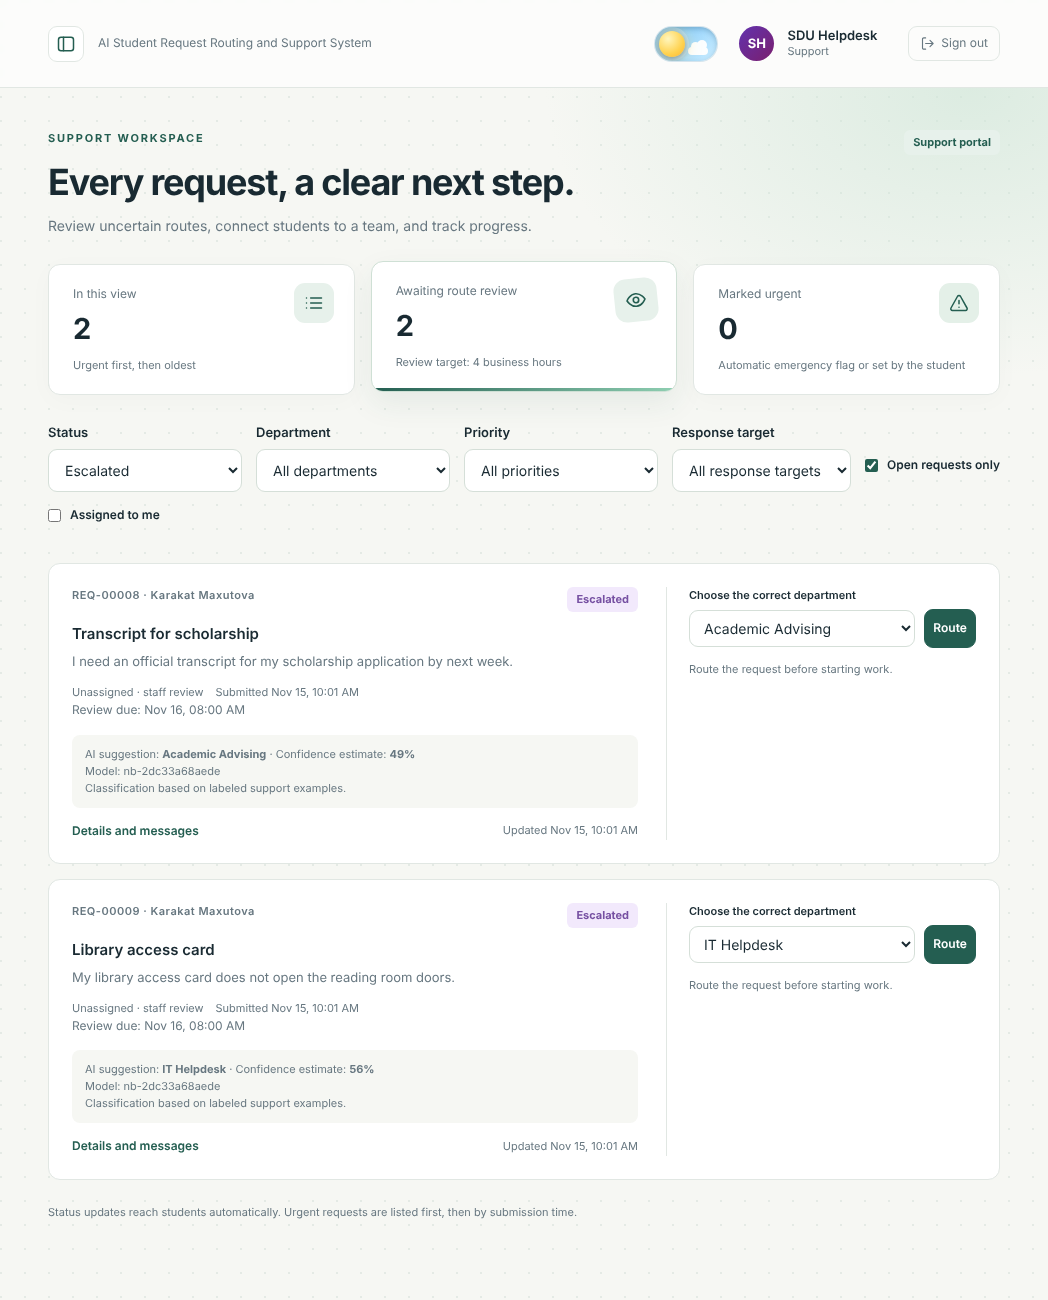 AI Student Request Routing and Support System
SH
SDU Helpdesk
Support
Sign out
SUPPORT WORKSPACE
Support portal
Every request, a clear next step.
Review uncertain routes, connect students to a team, and track progress.
In this view
2
Urgent first, then oldest
Awaiting route review
2
Review target: 4 business hours
Marked urgent
0
Automatic emergency flag or set by the student
Status
Department
Priority
Response target
Escalated
All departments
All priorities
All response targets
Open requests only
Assigned to me
REQ-00008 · Karakat Maxutova
Escalated
Transcript for scholarship
I need an official transcript for my scholarship application by next week.
Unassigned · staff review Submitted Nov 15, 10:01 AM
Review due: Nov 16, 08:00 AM
AI suggestion: Academic Advising · Confidence estimate: 49%
Model: nb-2dc33a68aede
Classification based on labeled support examples.
Details and messages
Updated Nov 15, 10:01 AM
Choose the correct department
Academic Advising
Route
Route the request before starting work.
REQ-00009 · Karakat Maxutova
Escalated
Library access card
My library access card does not open the reading room doors.
Unassigned · staff review Submitted Nov 15, 10:01 AM
Review due: Nov 16, 08:00 AM
AI suggestion: IT Helpdesk · Confidence estimate: 56%
Model: nb-2dc33a68aede
Classification based on labeled support examples.
Details and messages
Updated Nov 15, 10:01 AM
Choose the correct department
IT Helpdesk
Route
Route the request before starting work.
Status updates reach students automatically. Urgent requests are listed first, then by submission time.